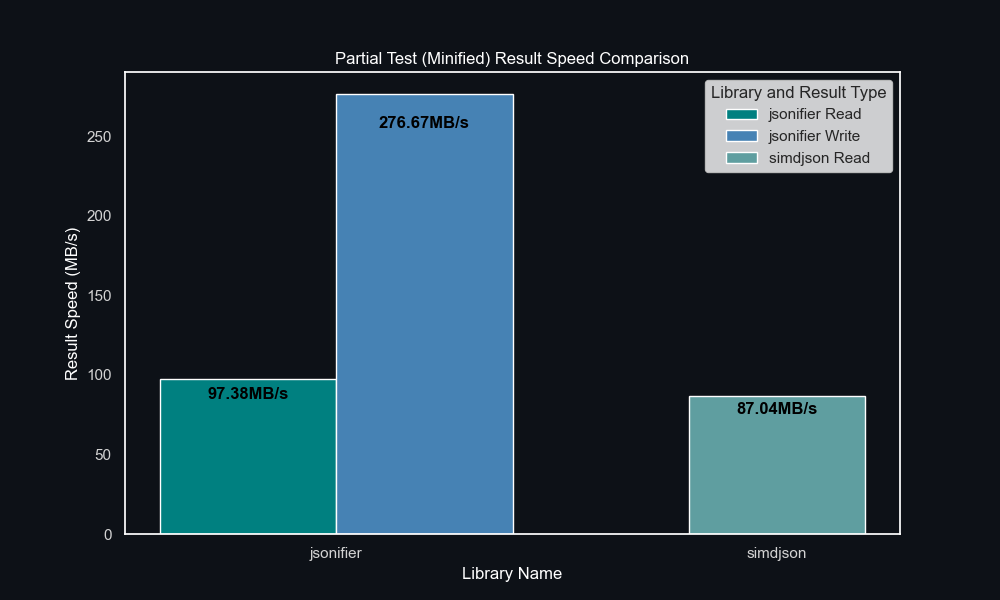 Partial Test (Minified) Result Speed Comparison
Library and Result Type
jsonifier Read
jsonifier Write
simdjson Read
276.67MB/s
97.38MB/s
87.04MB/s
Result Speed (MB/s)
250
200
150
100
50
0
jsonifier
simdjson
Library Name